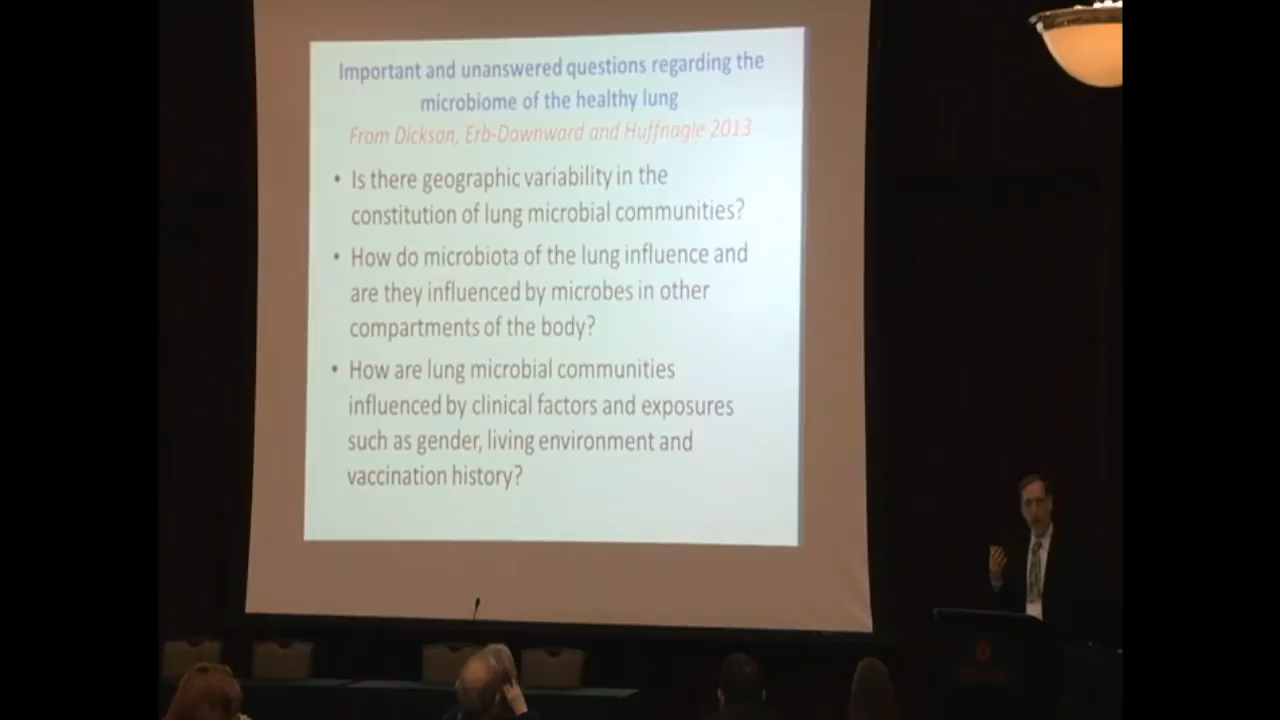 Important and unanswered questions regarding the
microbiome of the healthy lung
From Dickson, Erb-Downward and Huffnagle 2013
• Is there geographic variability in the
constitution of lung microbial communities?
• How do microbiota of the lung influence and
are they influenced by microbes in other
compartments of the body?
• How are lung microbial communities
influenced by clinical factors and exposures
such as gender, living environment and
vaccination history?